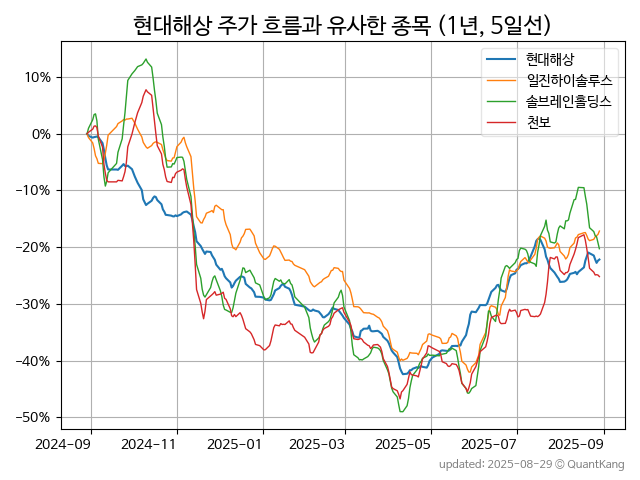 현대해상 주가 흐름과 유사한 종목 (1년, 5일선)
현대해상
일진하이솔루스
솔브레인홀딩스
천보
10%
0%
−10%
−20%
−30%
−40%
−50%
2024-09
2024-11
2025-01
2025-03
2025-05
2025-07
2025-09
updated: 2025-08-29 © QuantKang